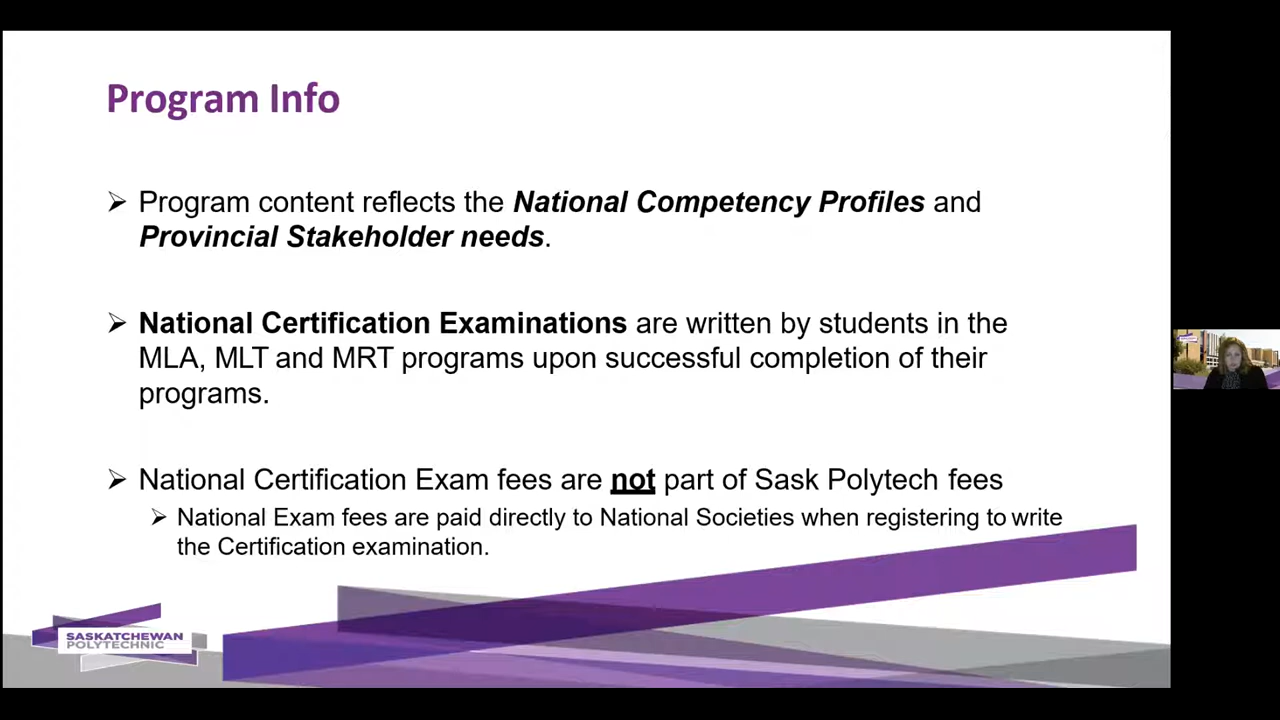 Program Info
➢ Program content reflects the National Competency Profiles and
Provincial Stakeholder needs.
➢ National Certification Examinations are written by students in the
MLA, MLT and MRT programs upon successful completion of their
programs.
➢ National Certification Exam fees are not part of Sask Polytech fees
➢ National Exam fees are paid directly to National Societies when registering to write
the Certification examination.
SASKATCHEWAN
POLYTECHNIC